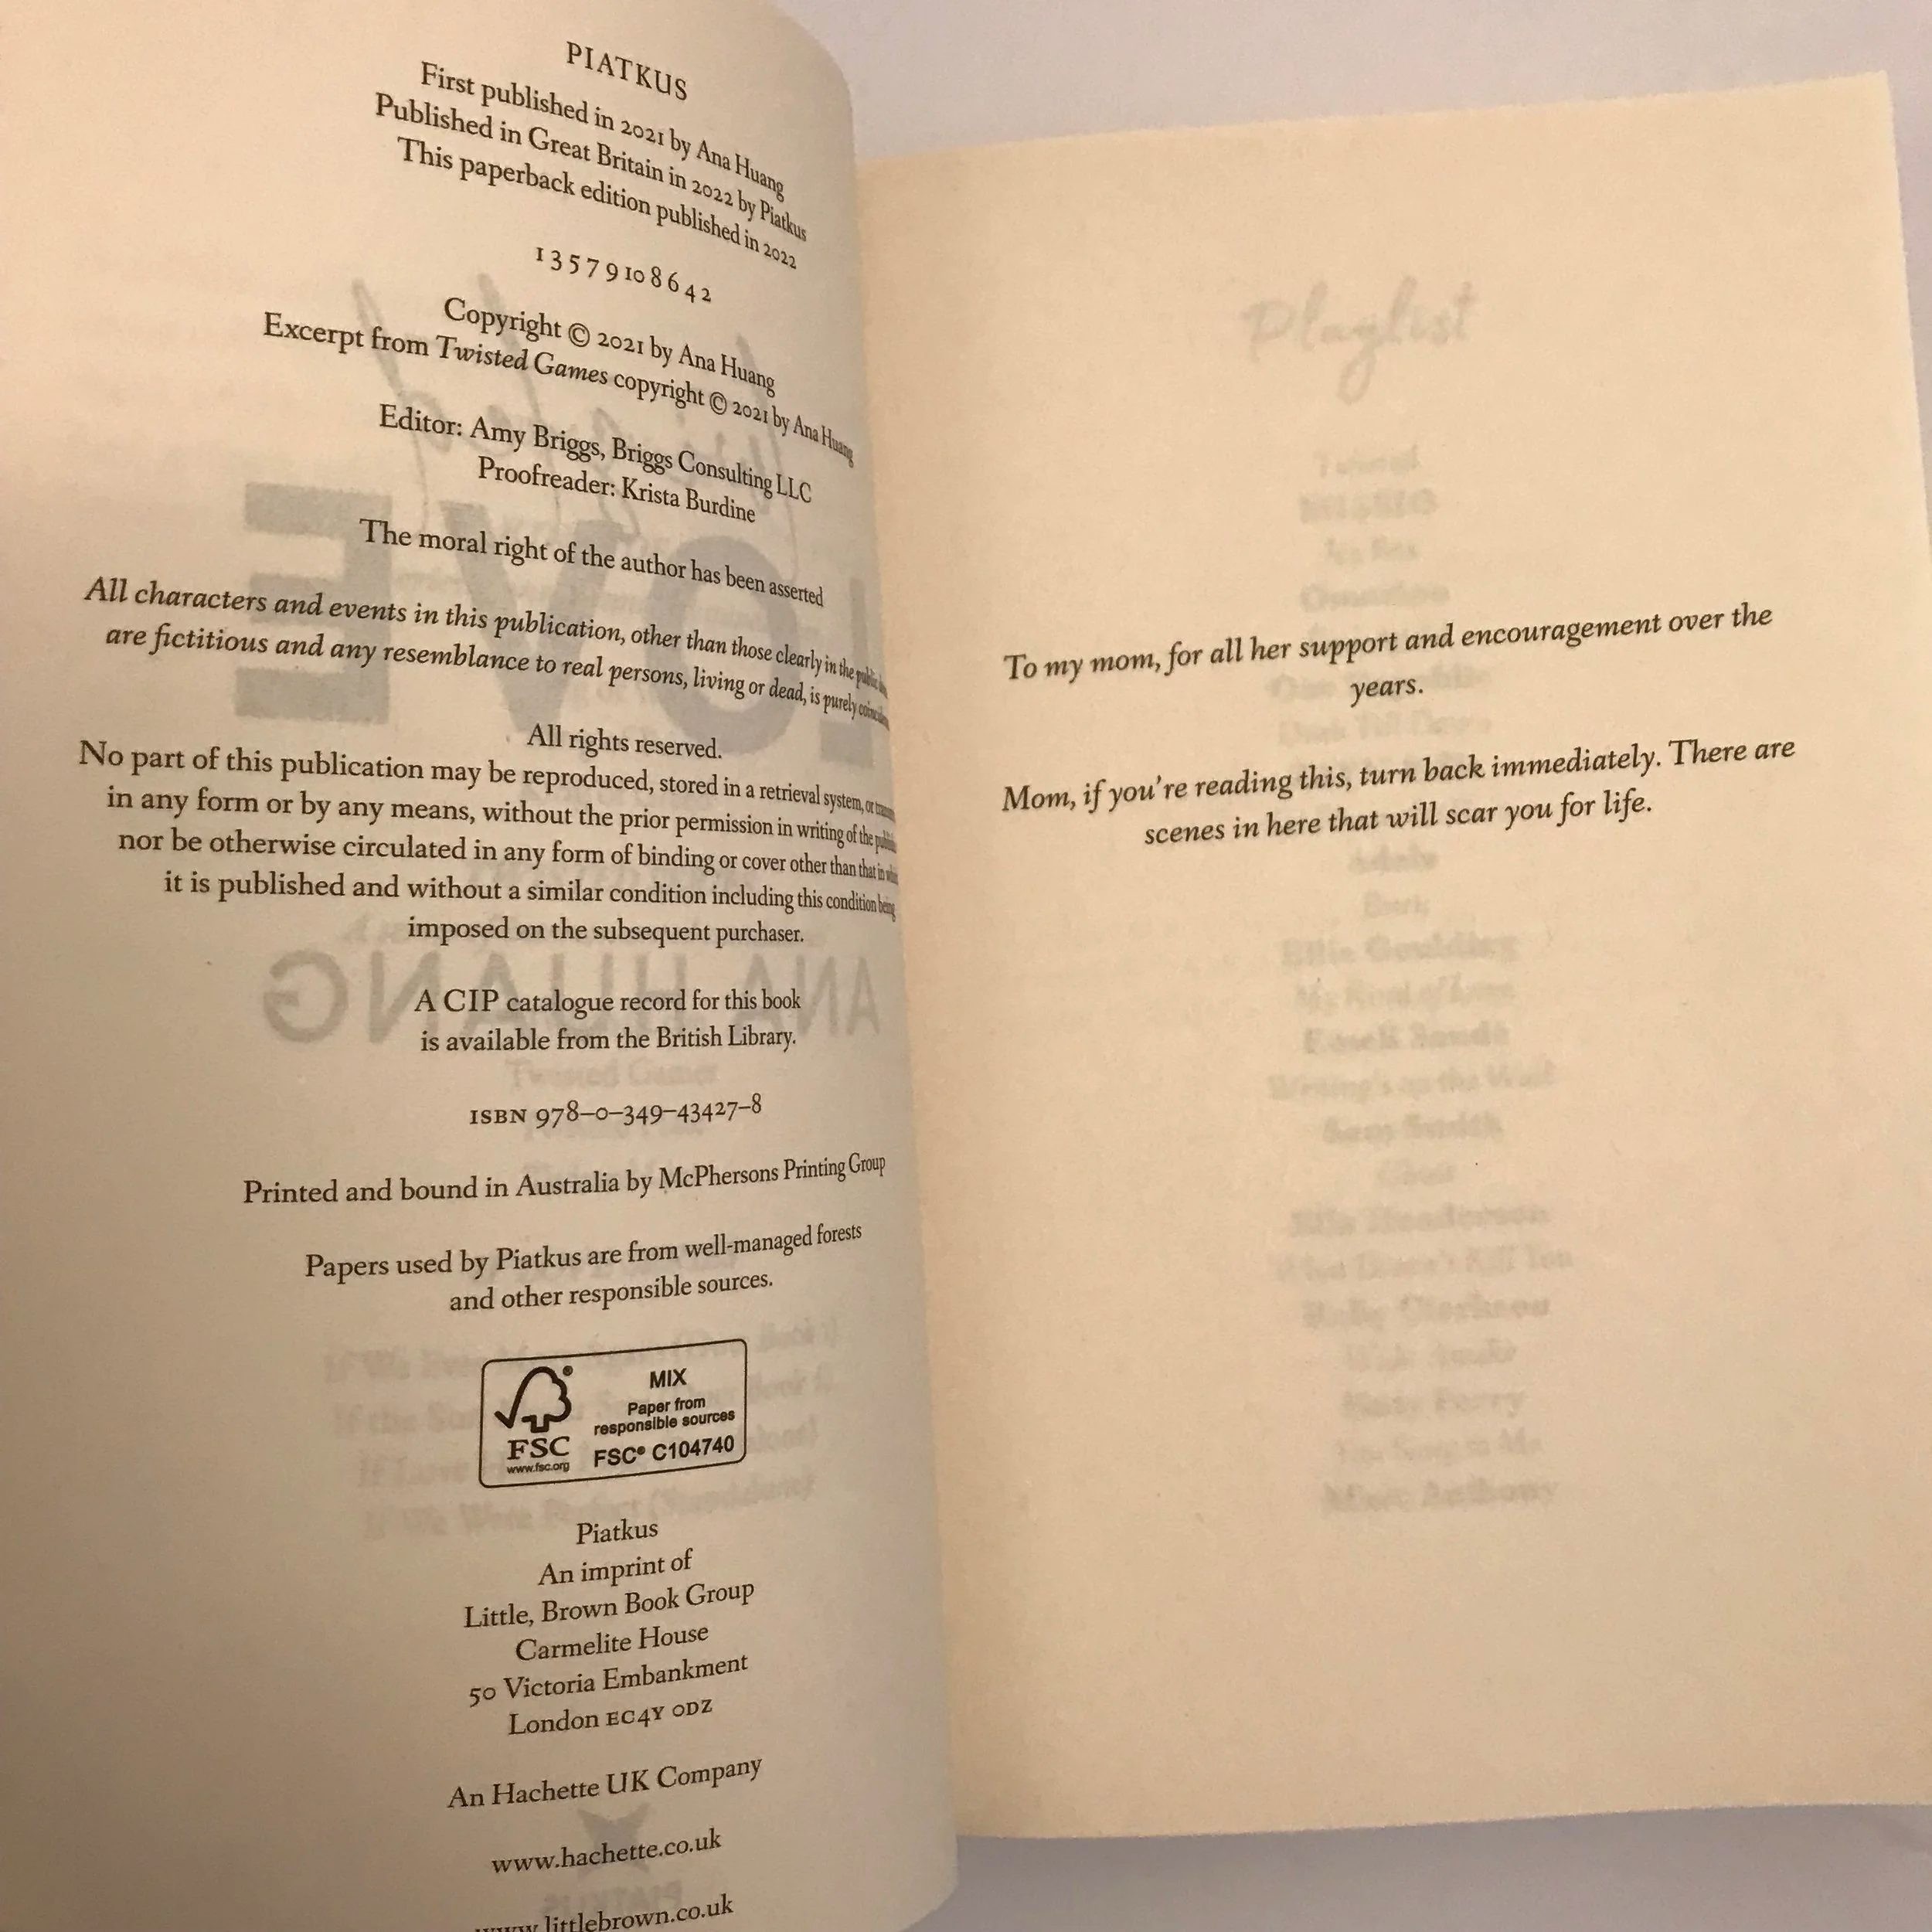 PIATKUS
First published in 2021 by Ana Huang
Published in Great Britain in 2022 by Piatkus
This paperback edition published in 2022
1 3 5 7 9 10 8 6 4 2
Copyright © 2021 by Ana Huang
Excerpt from Twisted Games copyright © 2021 by Ana Huang
Editor: Amy Briggs, Briggs Consulting LLC
Proofreader: Krista Burdine
The moral right of the author has been asserted
All characters and events in this publication, other than those clearly in the public
are fictitious and any resemblance to real persons, living or dead, is purely
All rights reserved.
No part of this publication may be reproduced, stored in a retrieval system, or
in any form or by any means, without the prior permission in writing of the
nor be otherwise circulated in any form of binding or cover other than that in
it is published and without a similar condition including this condition being
imposed on the subsequent purchaser.
A CIP catalogue record for this book
is available from the British Library.
ISBN 978–0–349–43427–8
Printed and bound in Australia by McPhersons Printing Group
Papers used by Piatkus are from well-managed forests
and other responsible sources.
FSC
www.fsc.org
MIX
Paper from
responsible sources
FSC® C104740
Piatkus
An imprint of
Little, Brown Book Group
Carmelite House
50 Victoria Embankment
London EC4Y 0DZ
An Hachette UK Company
www.hachette.co.uk
www.littlebrown.co.uk
Playlist
To my mom, for all her support and encouragement over the
years.
Mom, if you're reading this, turn back immediately. There are
scenes in here that will scar you for life.